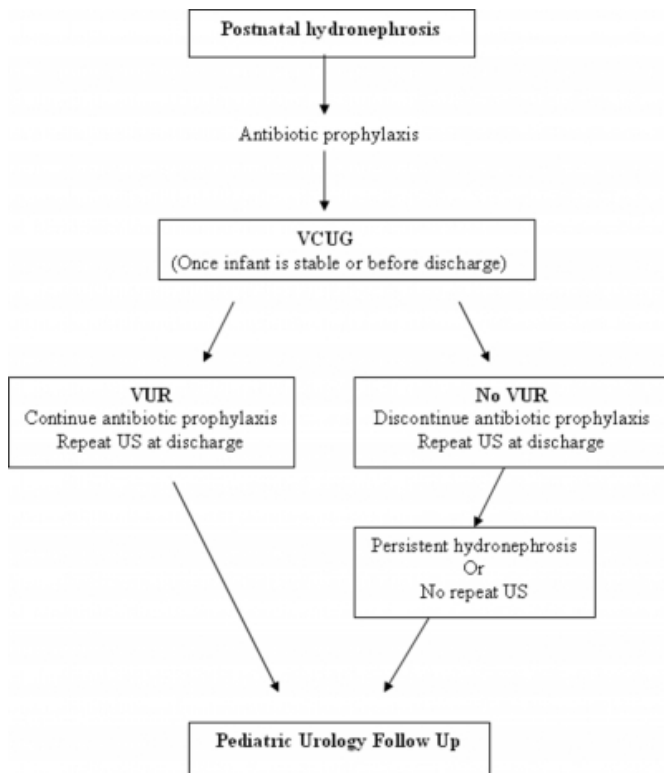 Postnatal hydronephrosis
Antibiotic prophylaxis
VCUG
(Once infant is stable or before discharge)
VUR
Continue antibiotic prophylaxis
Repeat US at discharge
No VUR
Discontinue antibiotic prophylaxis
Repeat US at discharge
Persistent hydronephrosis
Or
No repeat US
Pediatric Urology Follow Up